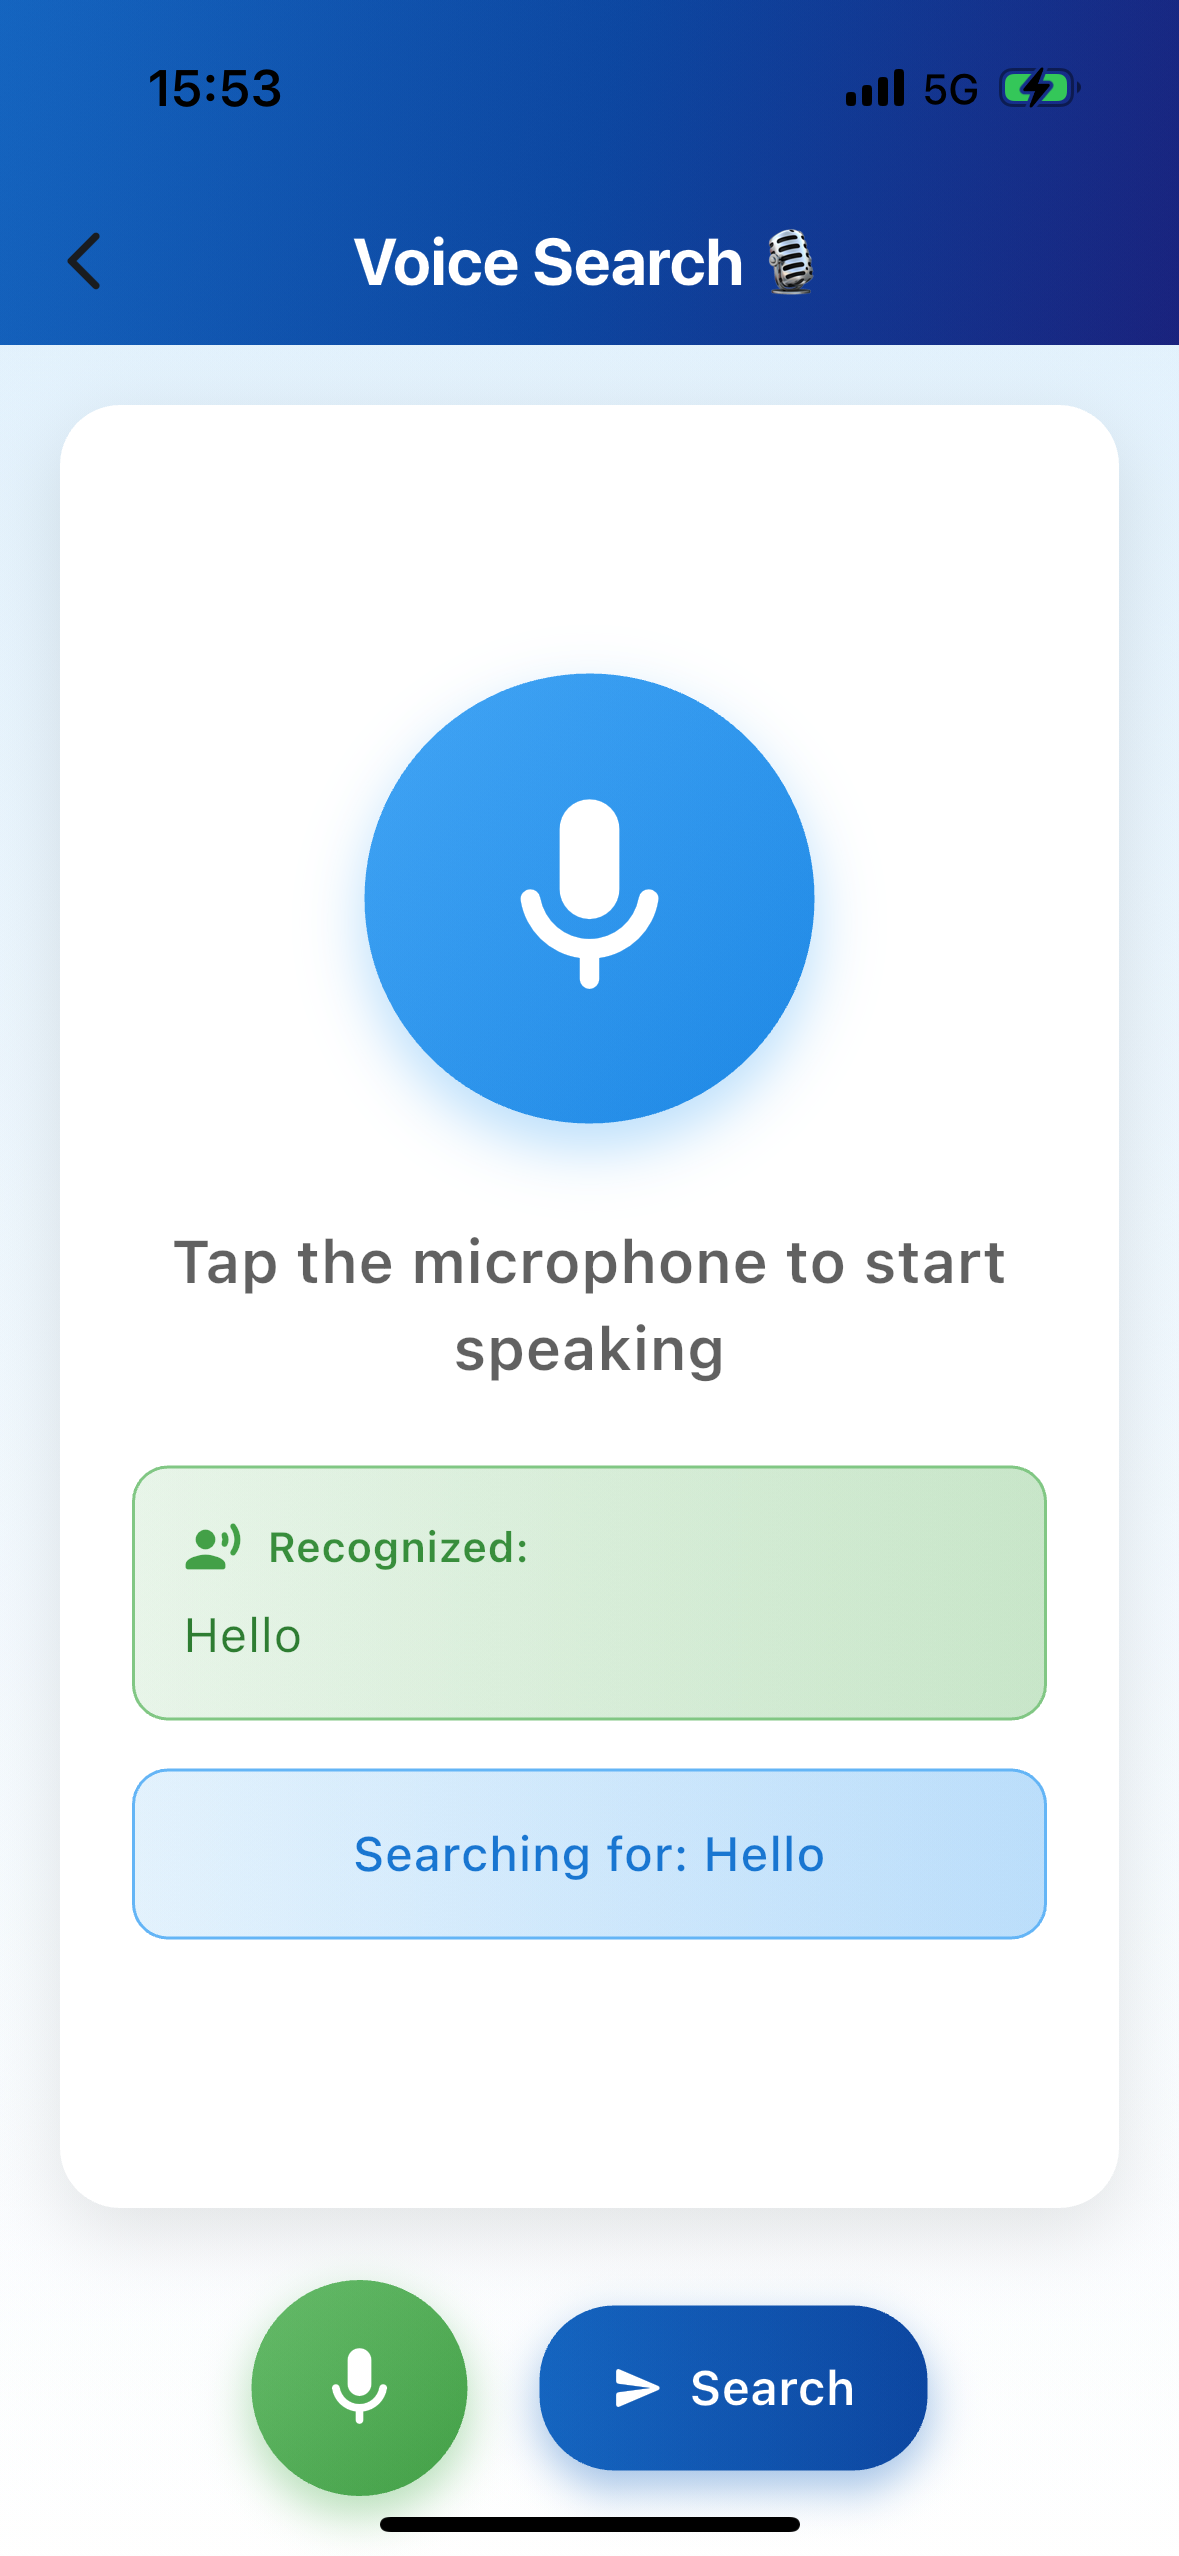 15:53
5G
Voice Search 🎙️
Tap the microphone to start
speaking
Recognized:
Hello
Searching for: Hello
Search